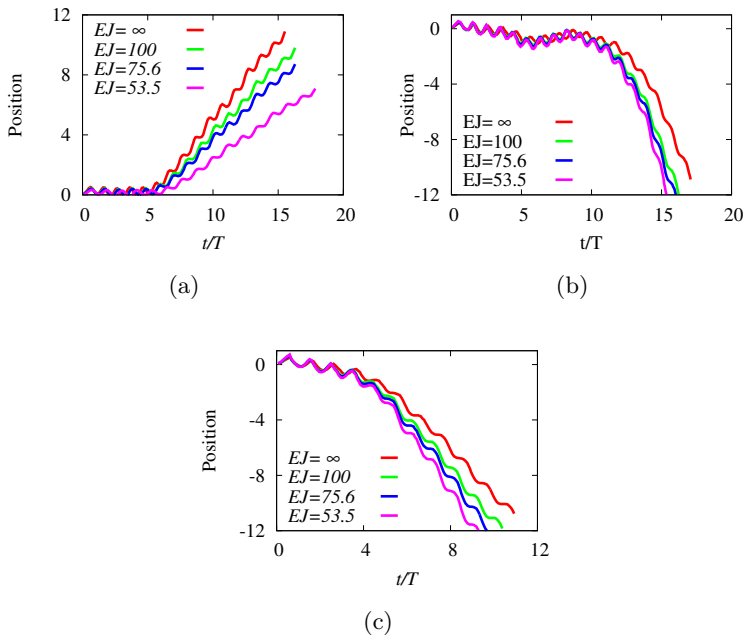 12
8
4
0
Position
EJ= ∞
EJ=100
EJ=75.6
EJ=53.5
0 5 10 15 20
t/T
(a)
0
-4
-8
-12
Position
EJ= ∞
EJ=100
EJ=75.6
EJ=53.5
0 5 10 15 20
t/T
(b)
0
-4
-8
-12
Position
EJ= ∞
EJ=100
EJ=75.6
EJ=53.5
0 4 8 12
t/T
(c)